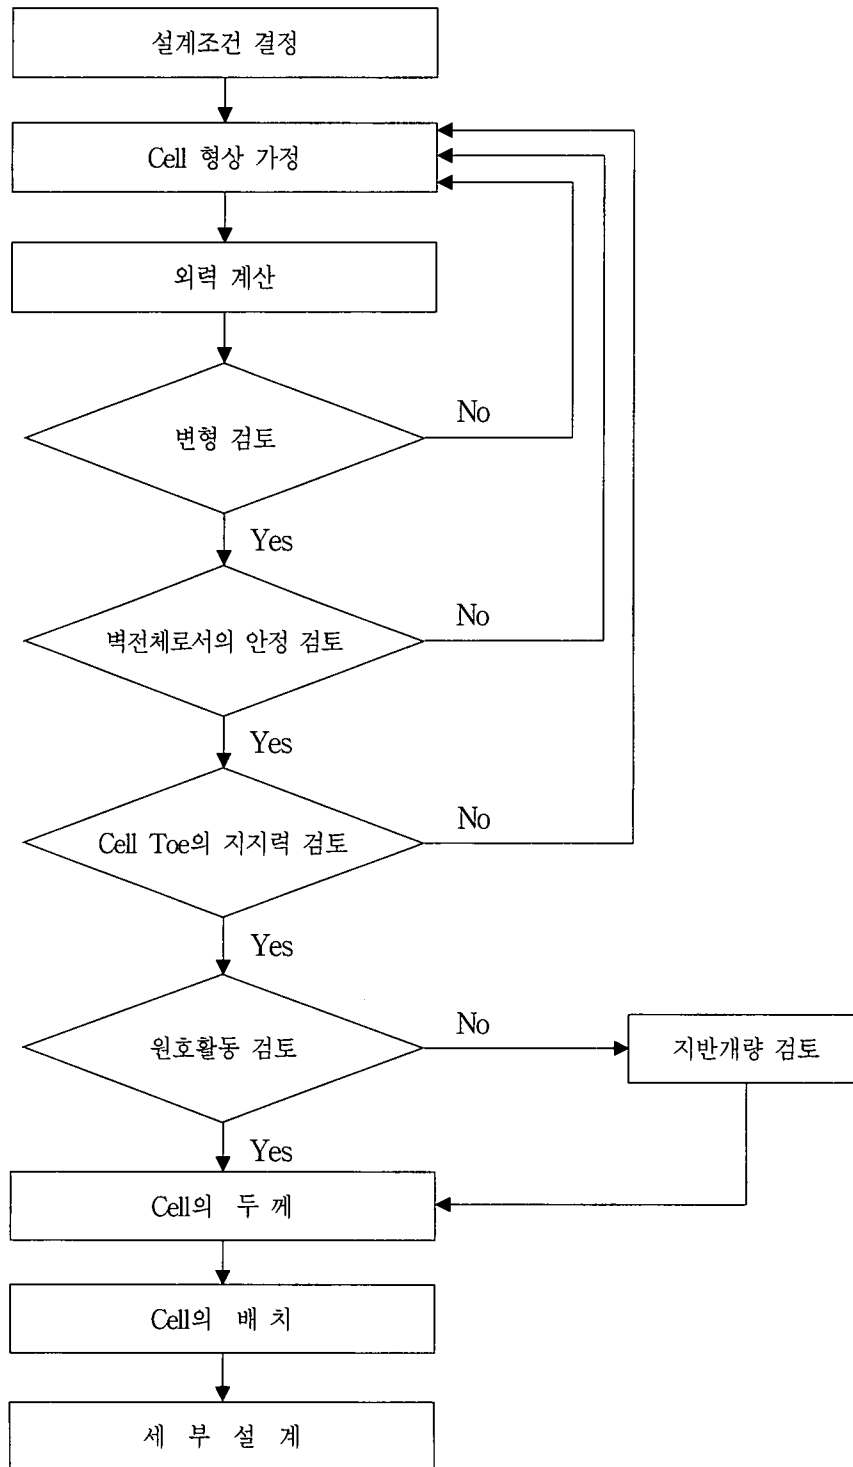 설계조건 결정
Cell 형상 가정
외력 계산
변형 검토
No
Yes
벽전체로서의 안정 검토
No
Yes
Cell Toe의 지지력 검토
No
Yes
원호활동 검토
No
지반개량 검토
Yes
Cell의 두 께
Cell의 배 치
세 부 설 계